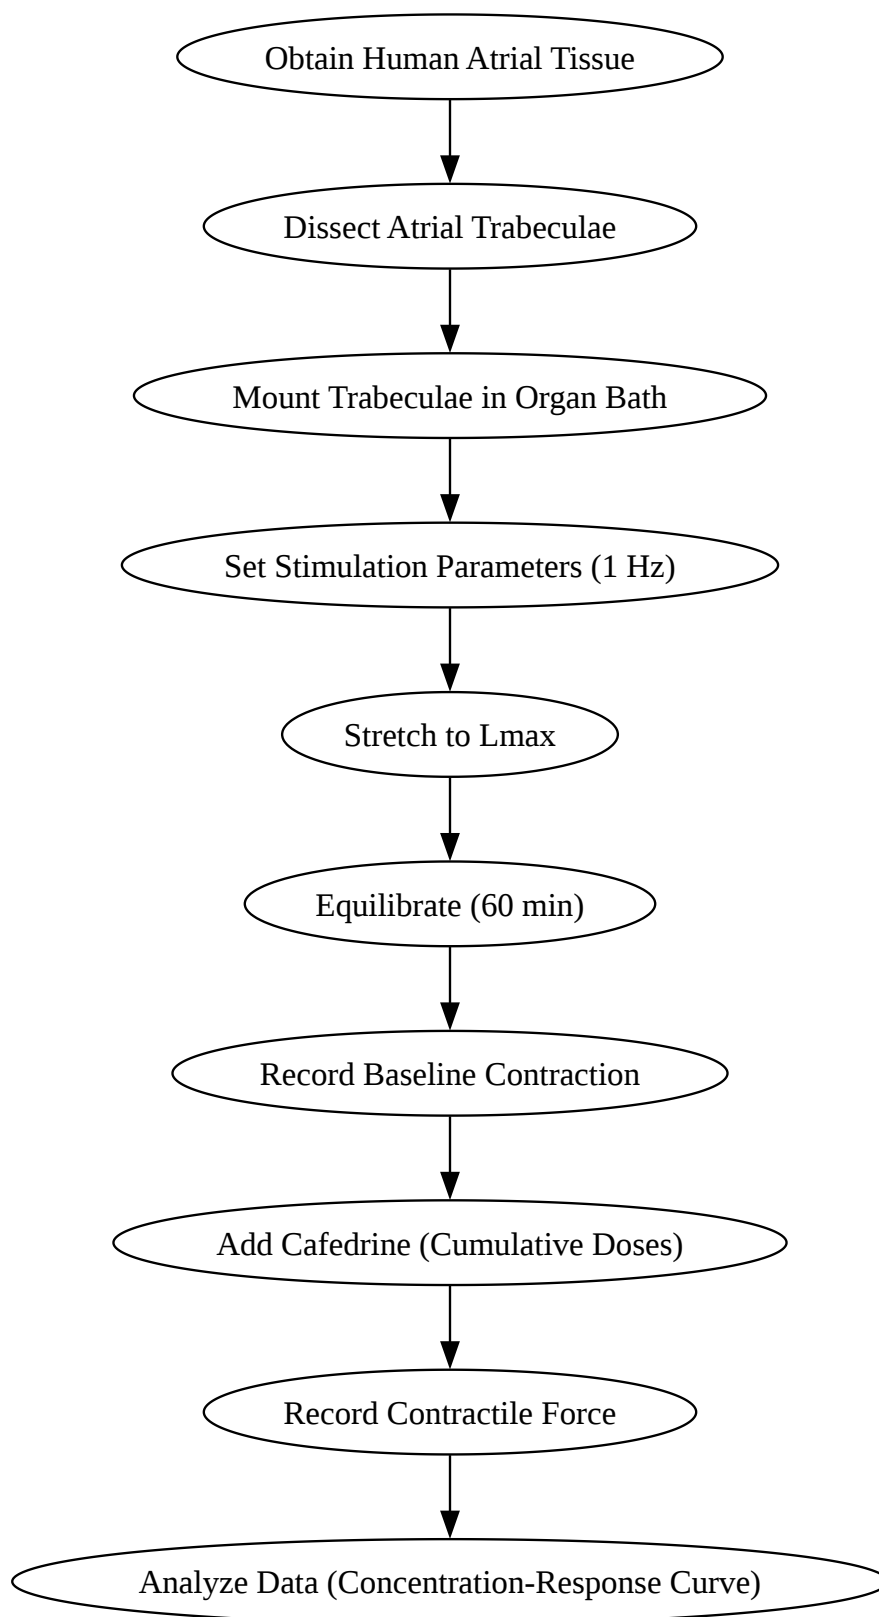 Obtain Human Atrial Tissue
Dissect Atrial Trabeculae
Mount Trabeculae in Organ Bath
Set Stimulation Parameters (1 Hz)
Stretch to Lmax
Equilibrate (60 min)
Record Baseline Contraction
Add Cafedrine (Cumulative Doses)
Record Contractile Force
Analyze Data (Concentration-Response Curve)